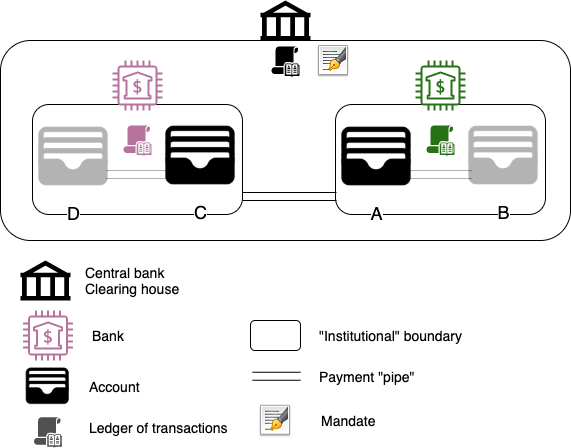 $
$
D
C
A
B
Central bank
Clearing house
$
Bank
"Institutional" boundary
Account
Payment "pipe"
Ledger of transactions
Mandate